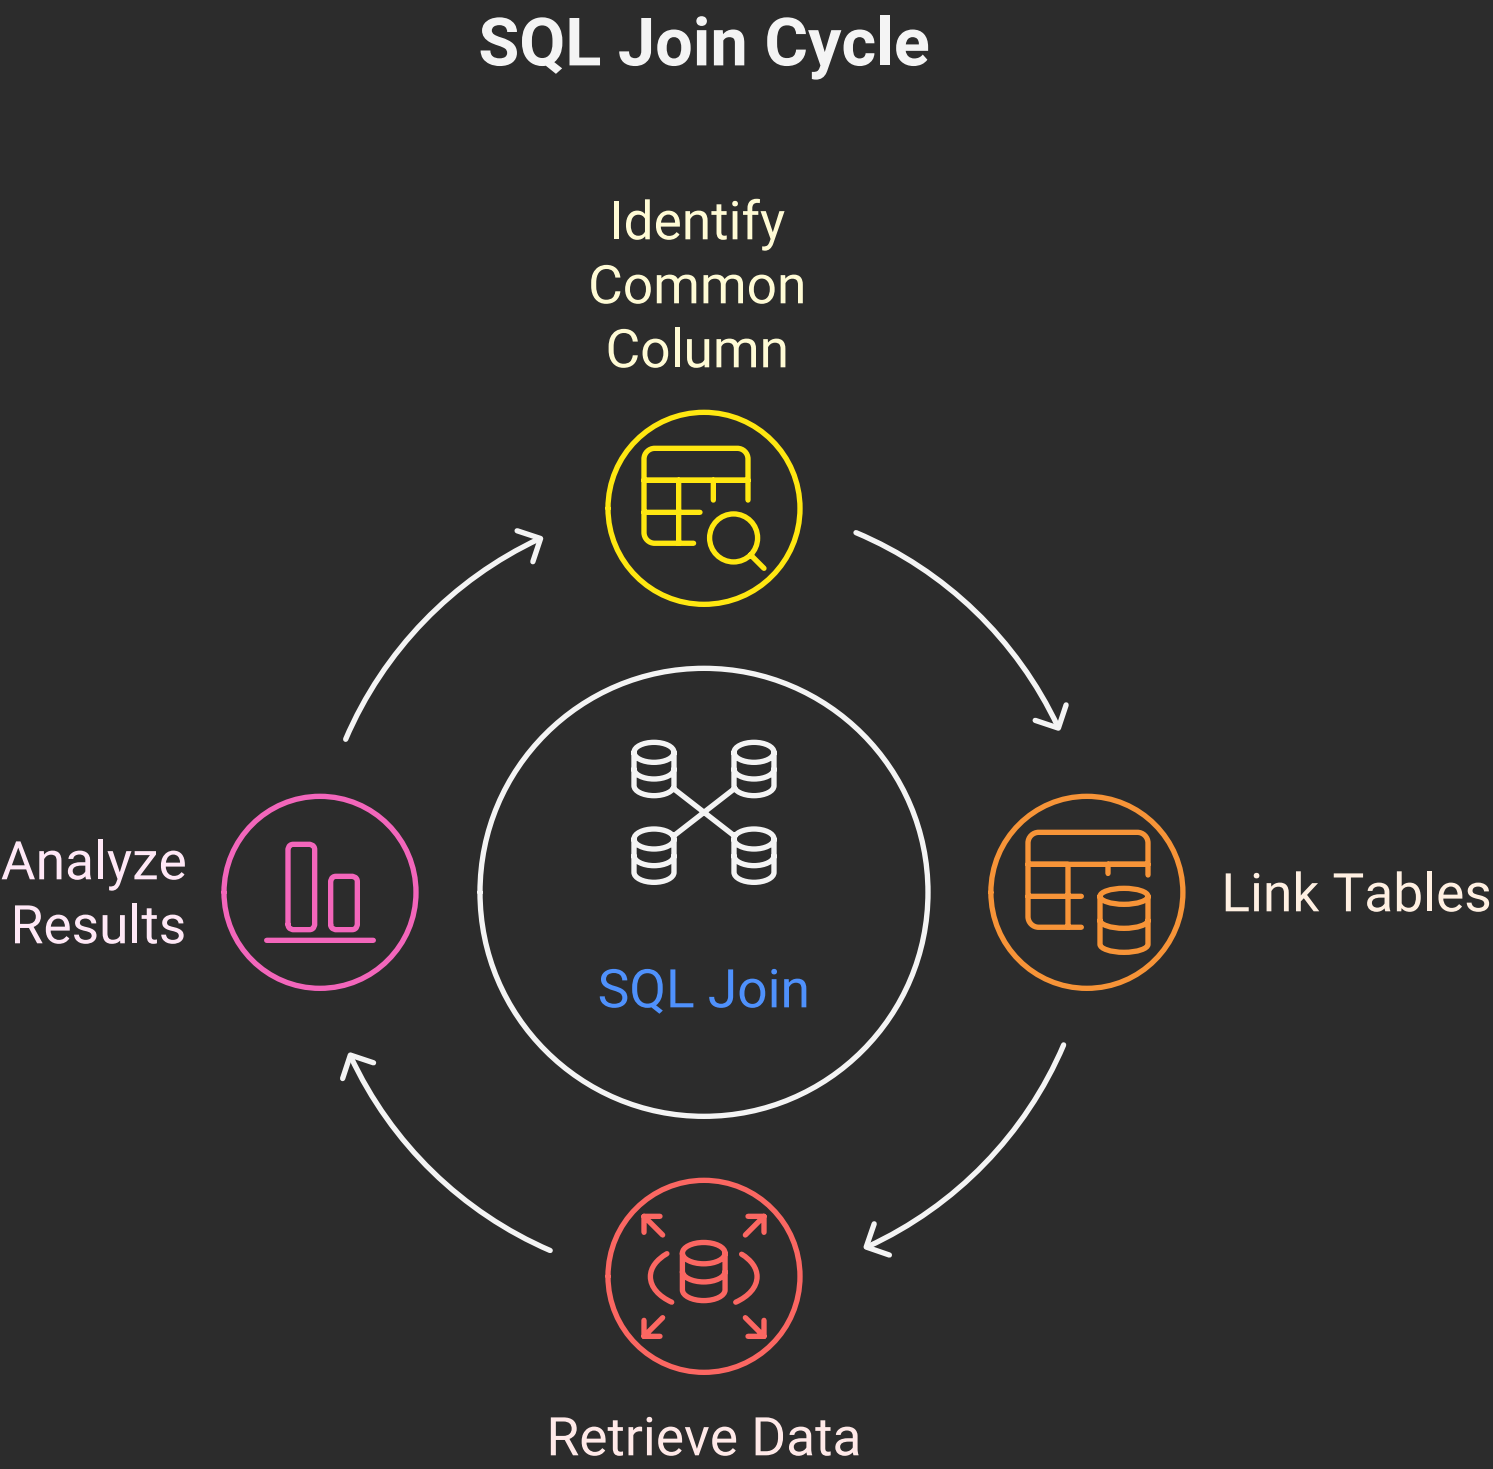 SQL Join Cycle
Identify
Common
Column
Analyze
Results
Link Tables
SQL Join
Retrieve Data